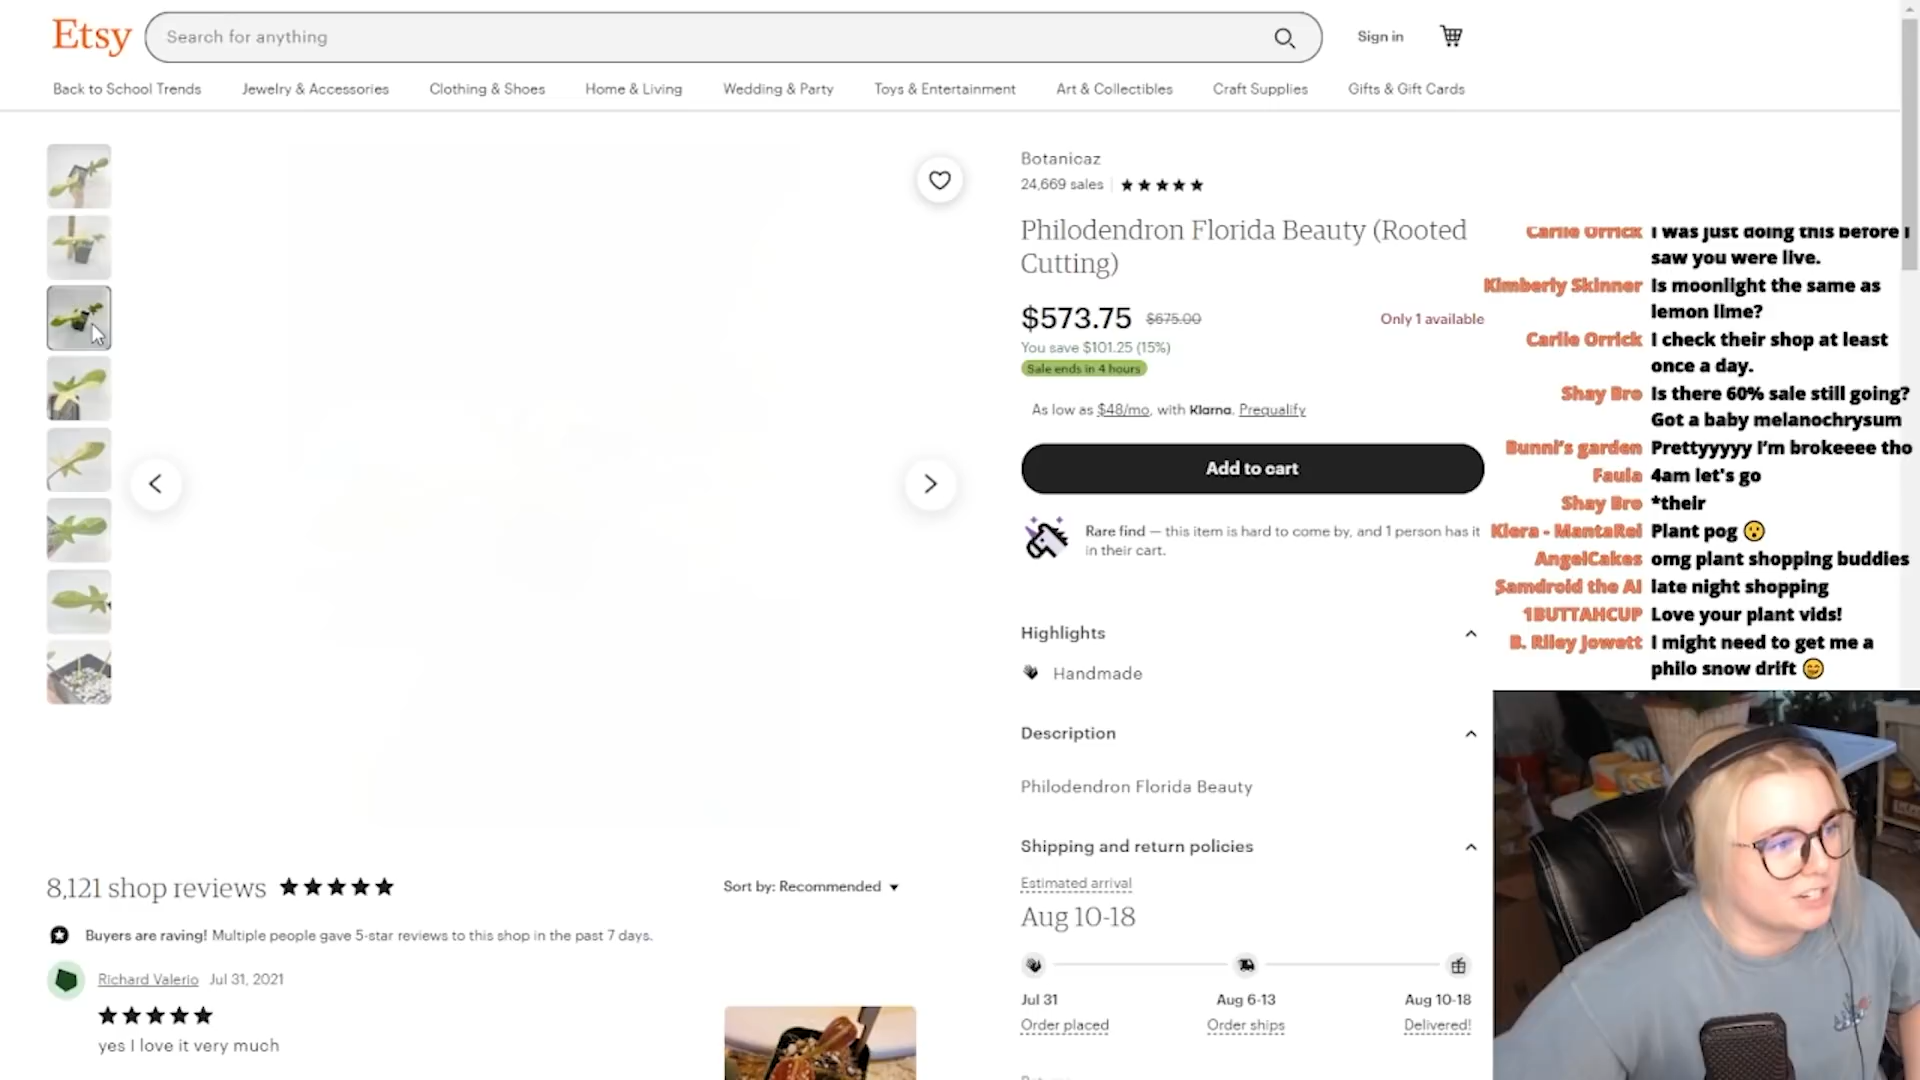 Etsy
Search for anything
Sign in
Back to School Trends
Jewelry & Accessories
Clothing & Shoes
Home & Living
Wedding & Party
Toys & Entertainment
Art & Collectibles
Craft Supplies
Gifts & Gift Cards
Botanicaz
24,669 sales
Philodendron Florida Beauty (Rooted
Cutting)
$573.75 $675.00
Only 1 available
You save $101.25 (15%)
Sale ends in 4 hours
As low as $48/mo, with Klarna. Prequalify
Add to cart
Rare find — this item is hard to come by, and 1 person has it
in their cart.
Highlights
Handmade
Description
Philodendron Florida Beauty
Shipping and return policies
Estimated arrival
Aug 10-18
Jul 31
Order placed
Aug 6-13
Order ships
Aug 10-18
Delivered!
8,121 shop reviews
Sort by: Recommended
Buyers are raving! Multiple people gave 5-star reviews to this shop in the past 7 days.
Richard Valerio Jul 31, 2021
yes I love it very much
Carlie Orrick I was just doing this before I
saw you were live.
Kimberly Skinner Is moonlight the same as
lemon lime?
Carlie Orrick I check their shop at least
once a day.
Shay Bro Is there 60% sale still going?
Got a baby melanochrysum
Bunni's garden Prettyyyyy I'm brokeeee tho
Faula 4am let's go
Shay Bro *their
Kiera - MantaRei Plant pog 😮
AngelCakes omg plant shopping buddies
Samdroid the AI late night shopping
1BUTTAHCUP Love your plant vids!
B. Riley Jowett I might need to get me a
philo snow drift 😊